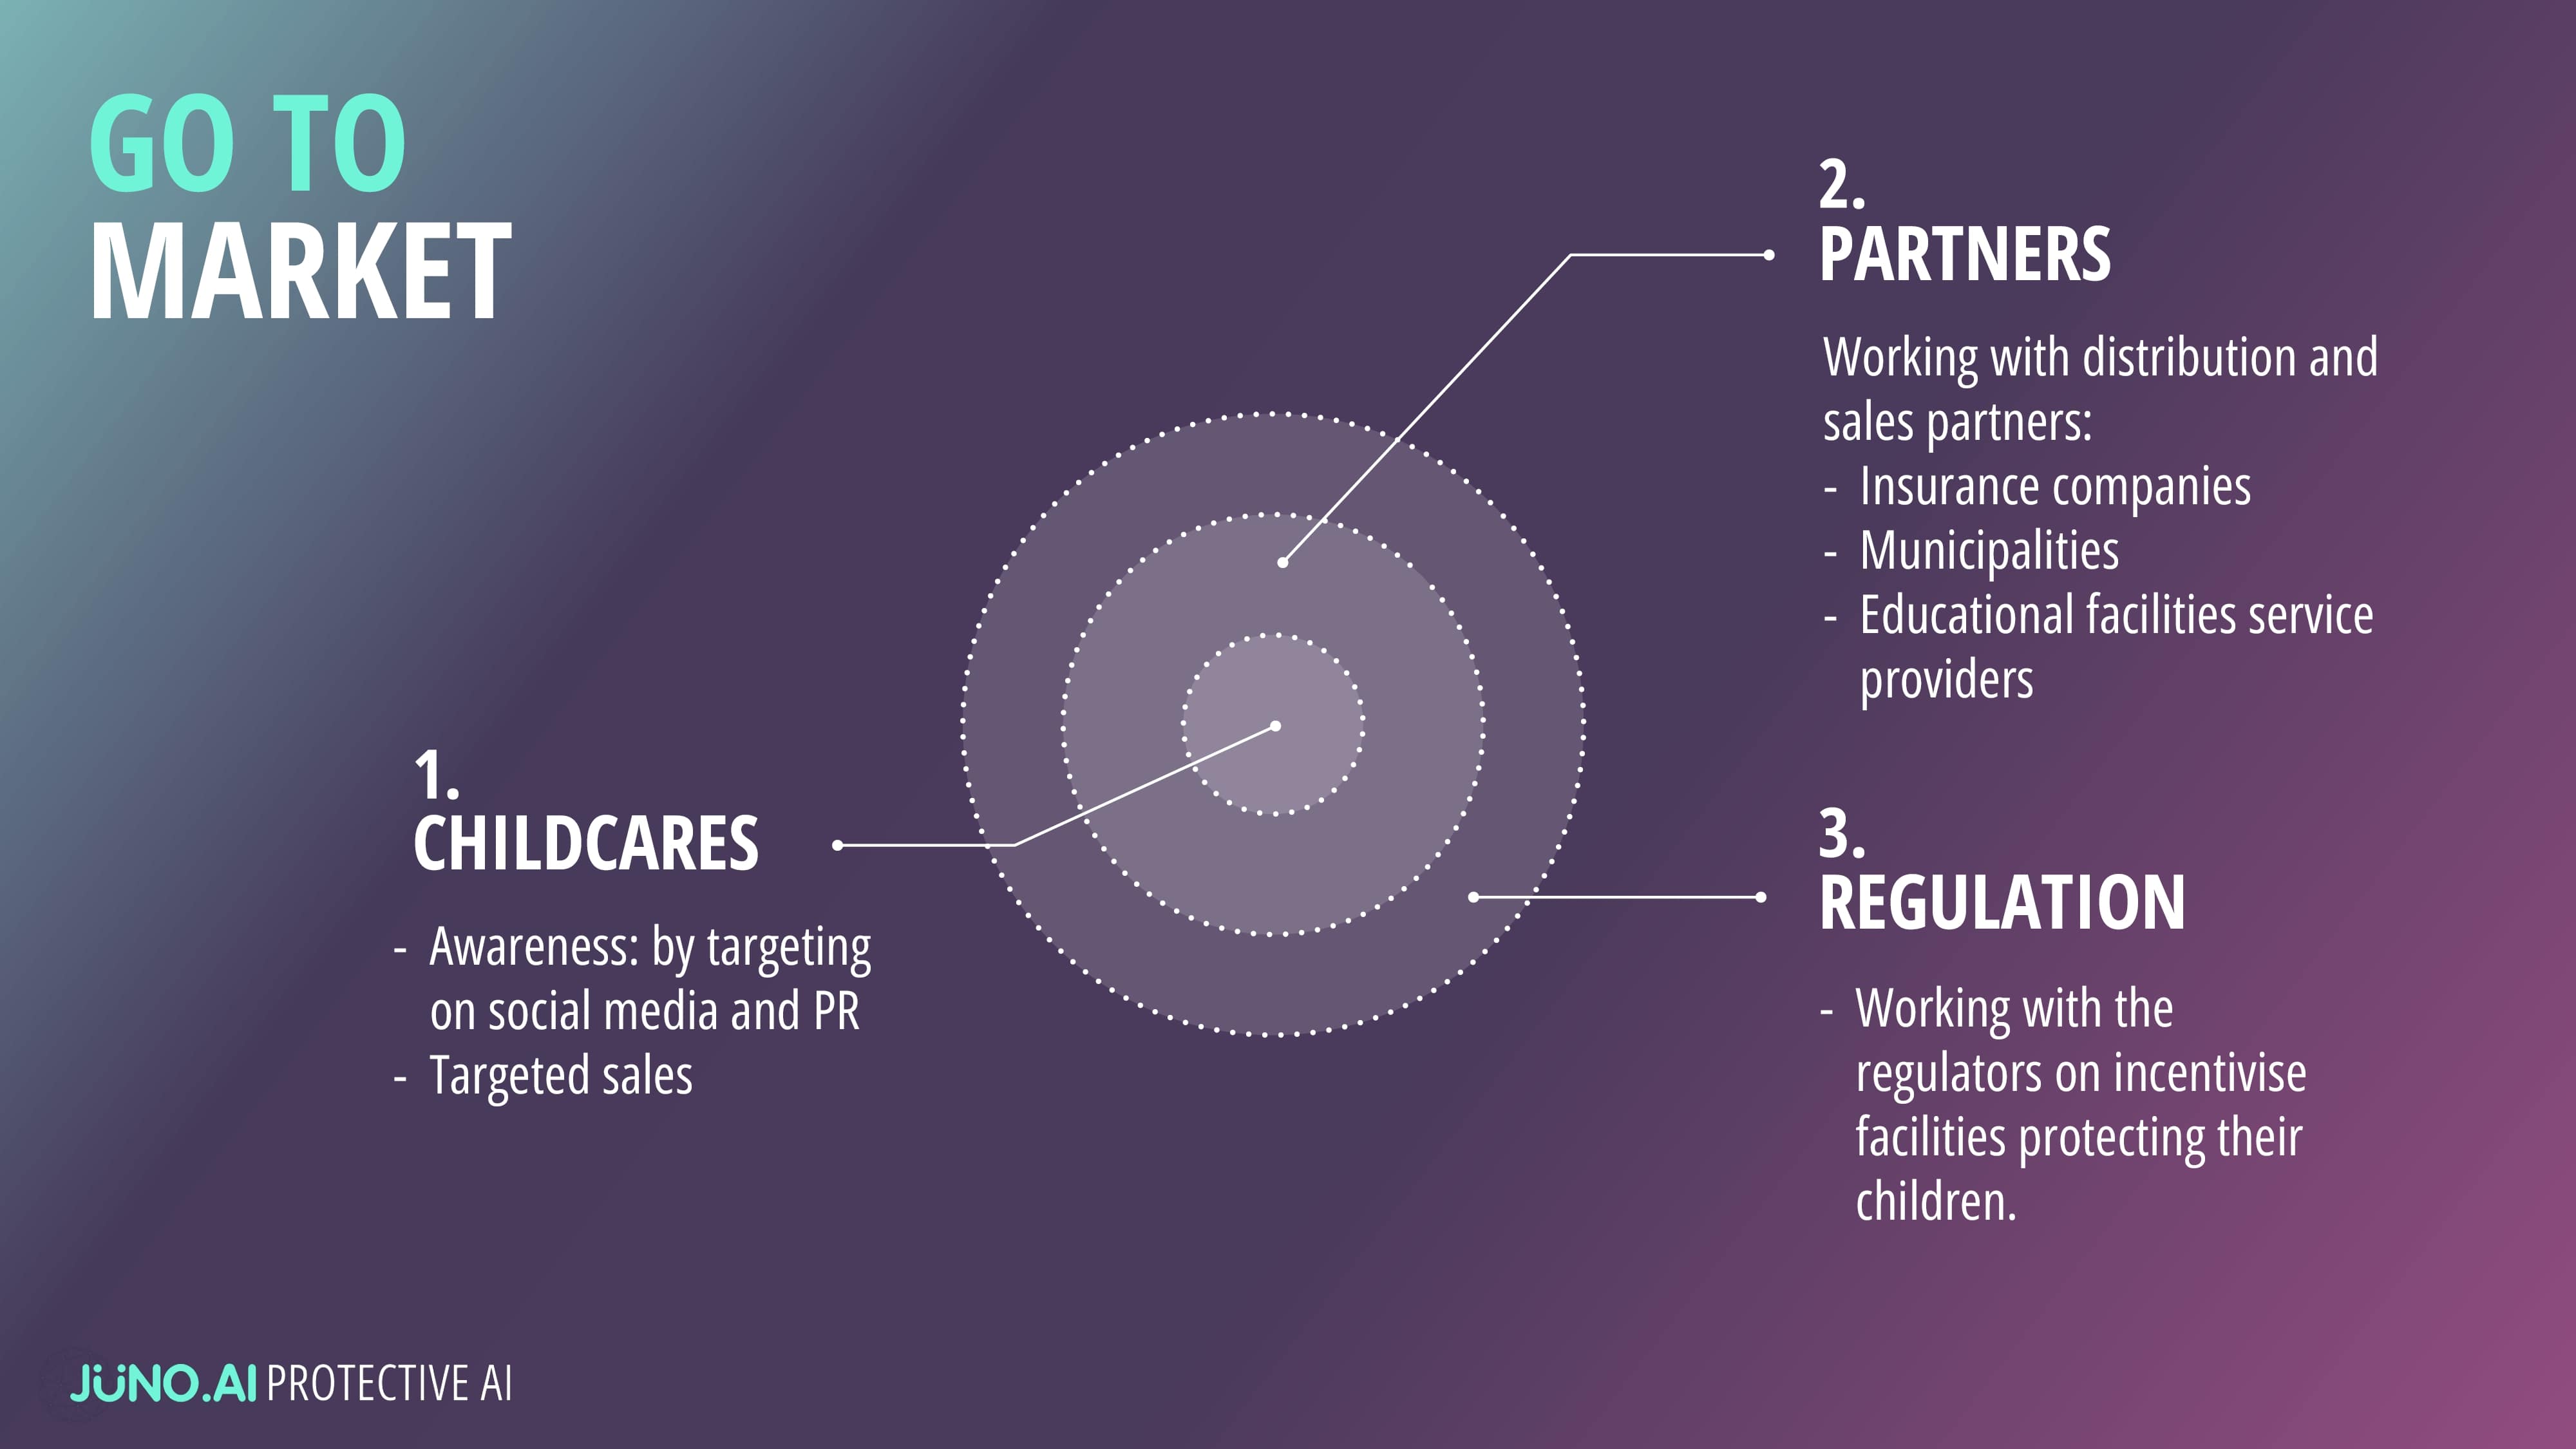 GO TO
MARKET
1.
CHILDCARES
- Awareness: by targeting
on social media and PR
- Targeted sales
2.
PARTNERS
Working with distribution and
sales partners:
- Insurance companies
- Municipalities
- Educational facilities service
providers
3.
REGULATION
- Working with the
regulators on incentivise
facilities protecting their
children.
JÜNO.AI PROTECTIVE AI